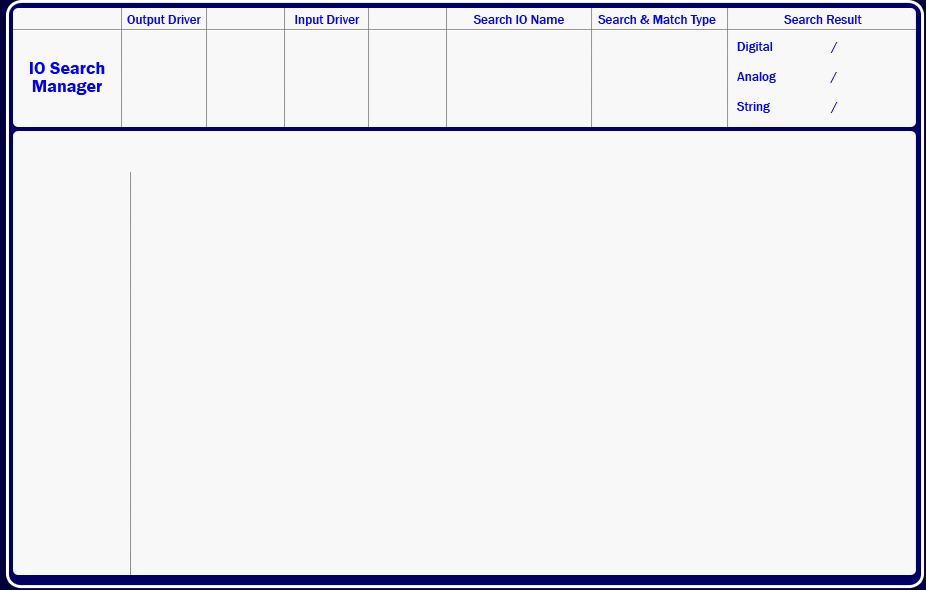 Output Driver Input Driver Search IO Name Search & Match Type Search Result
IO Search
Manager
Digital /
Analog /
String /